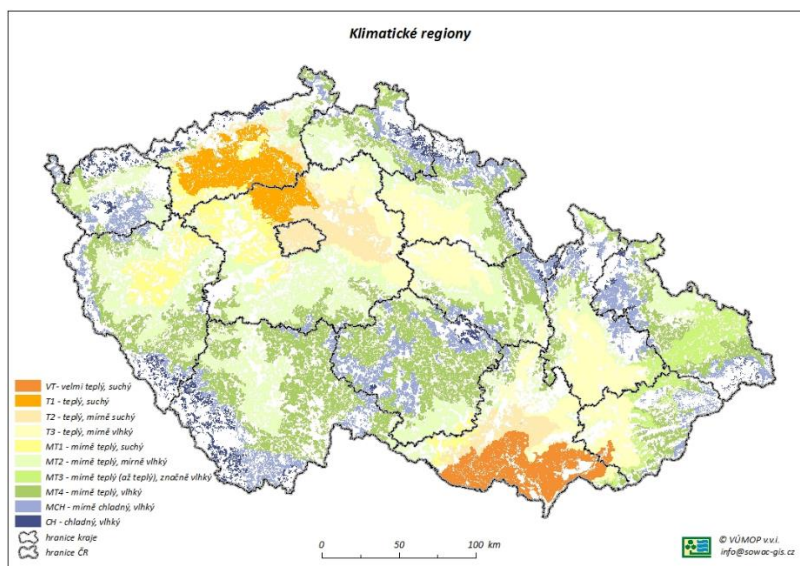 Klimatické regiony
VT- velmi teplý, suchý
T1 - teplý, suchý
T2 - teplý, mírně suchý
T3 - teplý, mírně vlhký
MT1 - mírně teplý, suchý
MT2 - mírně teplý, mírně vlhký
MT3 - mírně teplý (až teplý), značně vlhký
MT4 - mírně teplý, vlhký
MCH - mírně chladný, vlhký
CH - chladný, vlhký
hranice kraje
hranice ČR
0 50 100 km
© VÚMOP v.v.i.
info@sowac-gis.cz